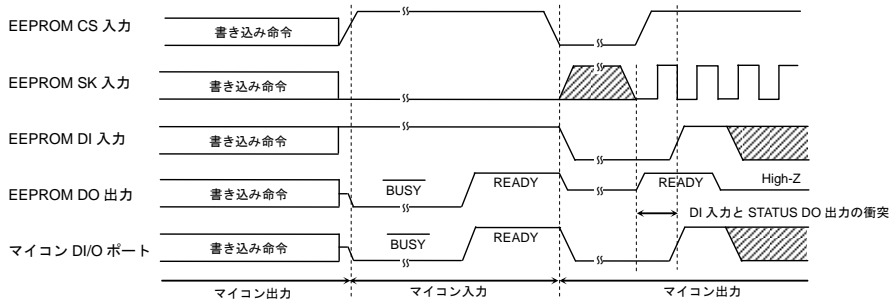 EEPROM CS 入力
書き込み命令
EEPROM SK 入力
書き込み命令
EEPROM DI 入力
書き込み命令
EEPROM DO 出力
書き込み命令
BUSY
READY
READY
High-Z
DI 入力と STATUS DO 出力の衝突
マイコン DI/O ポート
書き込み命令
BUSY
READY
マイコン出力
マイコン入力
マイコン出力